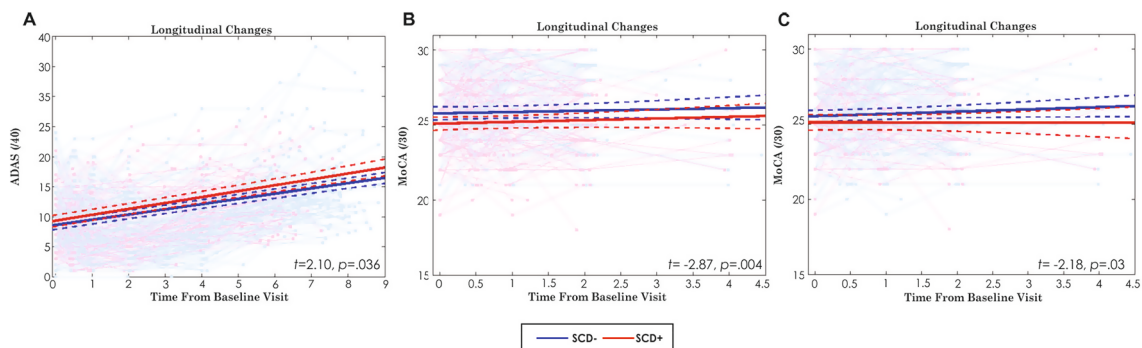 A
Longitudinal Changes
ADAS (/40)
40
35
30
25
20
15
10
5
0
0 1 2 3 4 5 6 7 8 9
t=2.10, p=.036
Time From Baseline Visit
B
Longitudinal Changes
MoCA (/30)
30
25
20
15
0 0.5 1 1.5 2 2.5 3 3.5 4 4.5
t= -2.87, p=.004
Time From Baseline Visit
C
Longitudinal Changes
MoCA (/30)
30
25
20
15
0 0.5 1 1.5 2 2.5 3 3.5 4 4.5
t= -2.18, p=.03
Time From Baseline Visit
SCD- SCD+